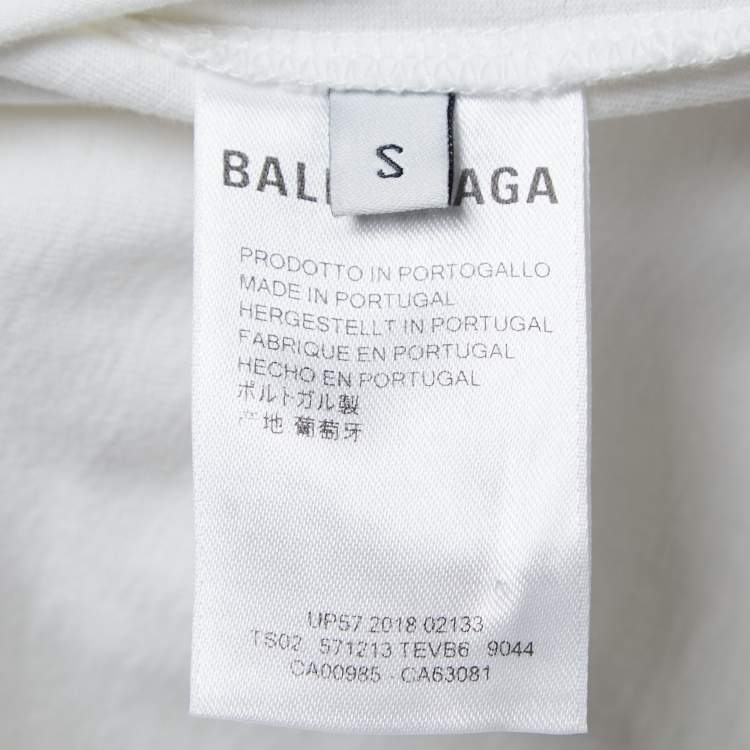 S
BAL AGA
PRODOTTO IN PORTOGALLO
MADE IN PORTUGAL
HERGESTELLT IN PORTUGAL
FABRIQUE EN PORTUGAL
HECHO EN PORTUGAL
ポルトガル製
产地 葡萄牙
UP57 2018 02133
TS02 571213 TEVB6 9044
CA00985 - CA63081